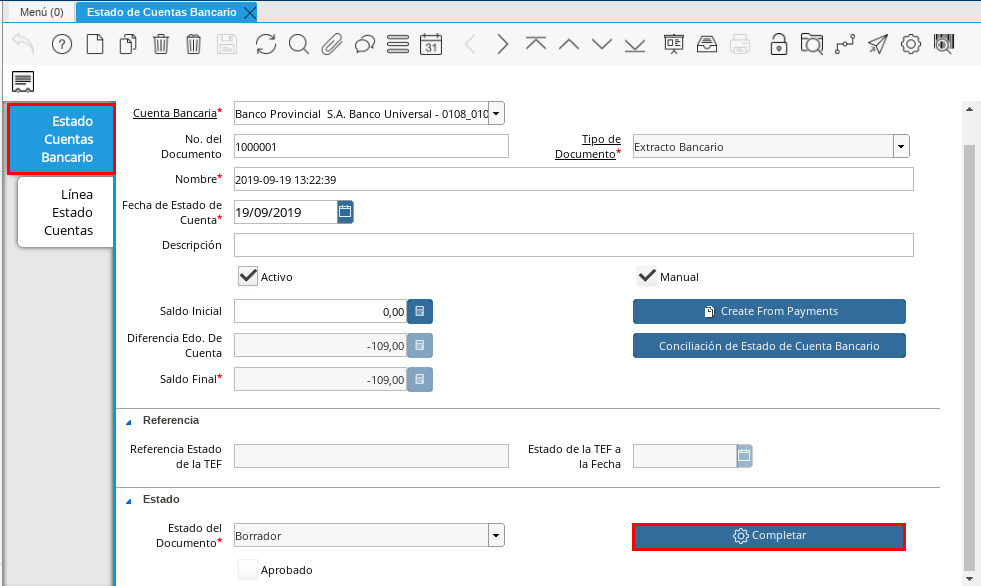 Menú (0)
Estado de Cuentas Bancario
31
Estado
Cuentas
Bancario
Línea
Estado
Cuentas
Cuenta Bancaria*
Banco Provincial S.A. Banco Universal - 0108_010
No. del
Documento
1000001
Tipo de
Documento*
Extracto Bancario
Nombre*
2019-09-19 13:22:39
Fecha de Estado de
Cuenta*
19/09/2019
Descripción
Activo
Manual
Saldo Inicial
0,00
Create From Payments
Diferencia Edo. De
Cuenta
-109,00
Conciliación de Estado de Cuenta Bancario
Saldo Final*
-109,00
Referencia
Referencia Estado
de la TEF
Estado de la TEF a
la Fecha
Estado
Estado del
Documento*
Borrador
Completar
Aprobado